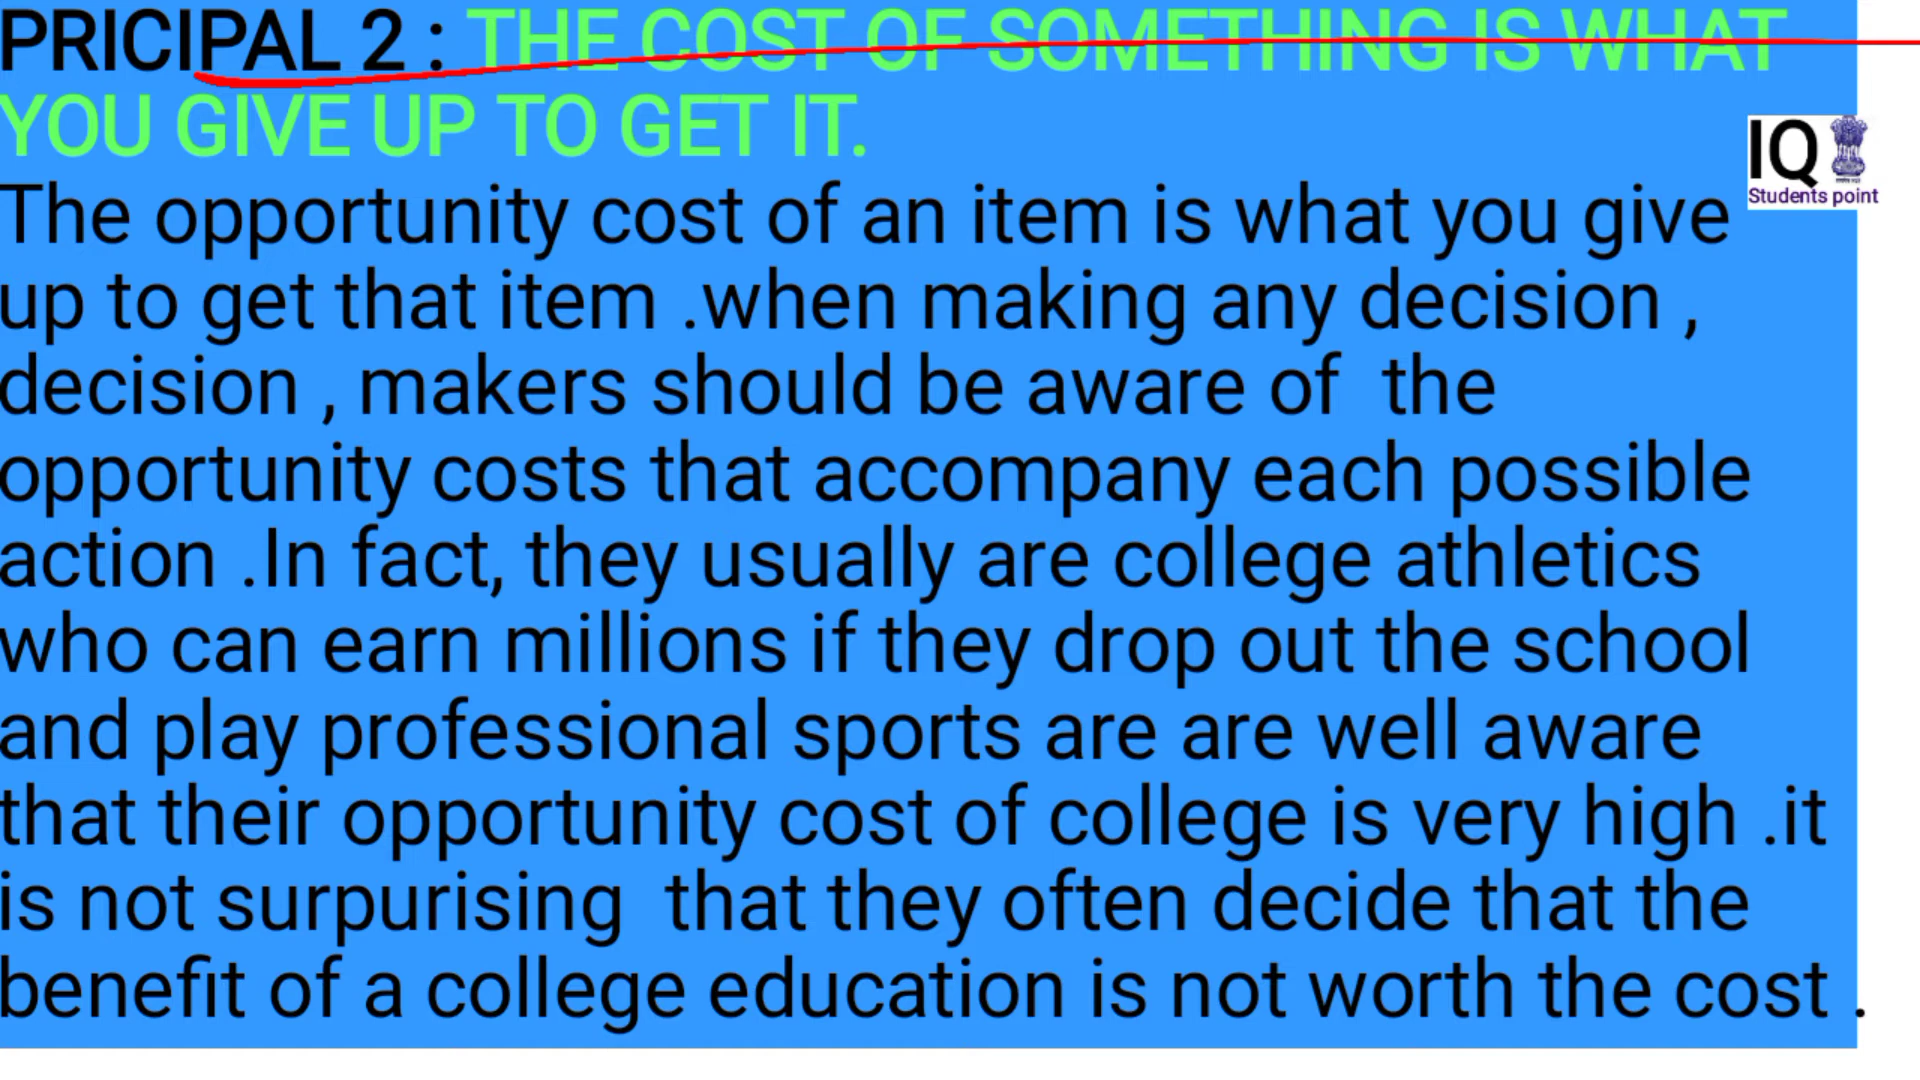 PRICIPAL 2 : THE COST OF SOMETHING IS WHAT
YOU GIVE UP TO GET IT.
IQ
Students point
The opportunity cost of an item is what you give
up to get that item .when making any decision ,
decision , makers should be aware of  the
opportunity costs that accompany each possible
action .In fact, they usually are college athletics
who can earn millions if they drop out the school
and play professional sports are are well aware
that their opportunity cost of college is very high .it
is not surpurising  that they often decide that the
benefit of a college education is not worth the cost .